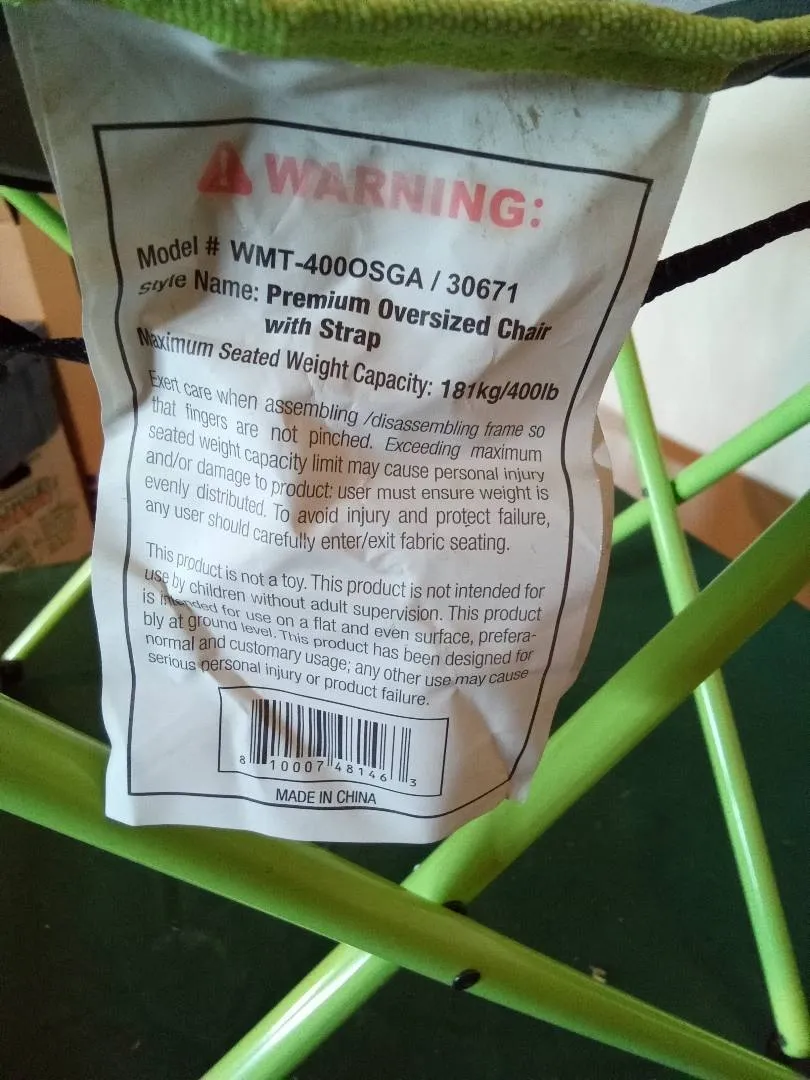 WARNING:
Model # WMT-400OSGA / 30671
Style Name: Premium Oversized Chair
with Strap
Maximum Seated Weight Capacity: 181kg/400lb
Exert care when assembling /disassembling frame so
that fingers are not pinched. Exceeding maximum
seated weight capacity limit may cause personal injury
and/or damage to product: user must ensure weight is
evenly distributed. To avoid injury and protect failure,
any user should carefully enter/exit fabric seating.
This product is not a toy. This product is not intended for
use by children without adult supervision. This product
is intended for use on a flat and even surface, prefera-
bly at ground level. This product has been designed for
normal and customary usage; any other use may cause
serious personal injury or product failure.
8 10007 48146 3
MADE IN CHINA